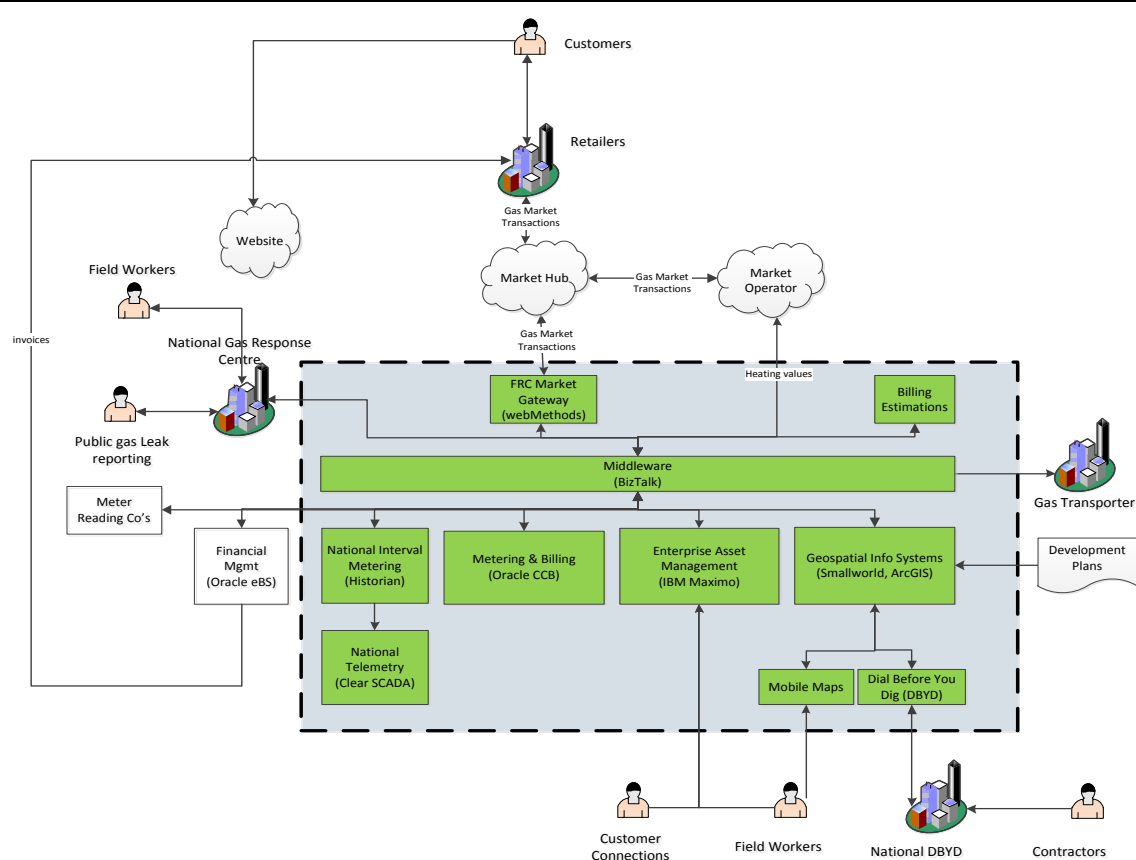 Customers
Retailers
Gas Market
Transactions
Website
Market Hub
Gas Market
Transactions
Market
Operator
Field Workers
invoices
National Gas Response
Centre
Gas Market
Transactions
Heating values
FRC Market
Gateway
(webMethods)
Billing
Estimations
Public gas Leak
reporting
Middleware
(BizTalk)
Gas Transporter
Meter
Reading Co's
Financial
Mgmt
(Oracle eBS)
National Interval
Metering
(Historian)
Metering & Billing
(Oracle CCB)
Enterprise Asset
Management
(IBM Maximo)
Geospatial Info Systems
(Smallworld, ArcGIS)
Development
Plans
National
Telemetry
(Clear SCADA)
Mobile Maps
Dial Before You
Dig (DBYD)
Customer
Connections
Field Workers
National DBYD
Contractors